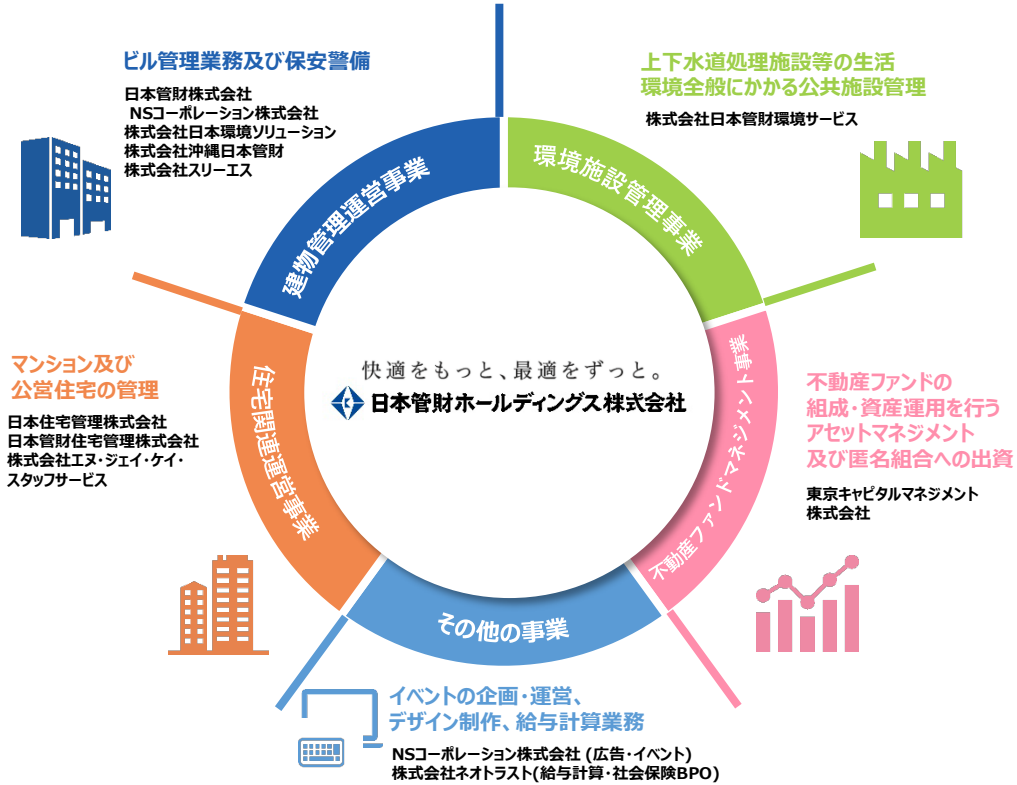 ビル管理業務及び保安警備
日本管財株式会社
NSコーポレーション株式会社
株式会社日本環境ソリューション
株式会社沖縄日本管財
株式会社スリーエス
上下水道処理施設等の生活
環境全般にかかる公共施設管理
株式会社日本管財環境サービス
建物管理運営事業
環境施設管理事業
快適をもっと、最適をずっと。
日本管財ホールディングス株式会社
マンション及び
公営住宅の管理
日本住宅管理株式会社
日本管財住宅管理株式会社
株式会社エヌ・ジェイ・ケイ・
スタッフサービス
住宅関連運営事業
不動産ファンドマネジメント事業
不動産ファンドの
組成・資産運用を行う
アセットマネジメント
及び匿名組合への出資
東京キャピタルマネジメント
株式会社
その他の事業
イベントの企画・運営、
デザイン制作、給与計算業務
NSコーポレーション株式会社 (広告・イベント)
株式会社ネオトラスト(給与計算・社会保険BPO)